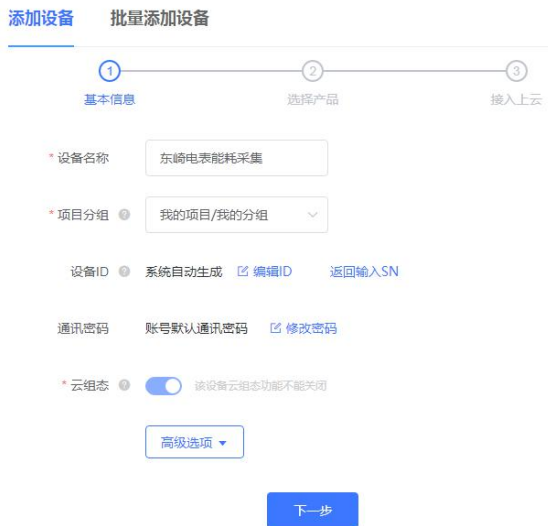 添加设备 批量添加设备
1 2 3
基本信息 选择产品 接入上云
* 设备名称 东崎电表能耗采集
* 项目分组 ? 我的项目/我的分组
设备ID ? 系统自动生成 编辑ID 返回输入SN
通讯密码 账号默认通讯密码 修改密码
* 云组态 ? 该设备云组态功能不能关闭
高级选项
下一步